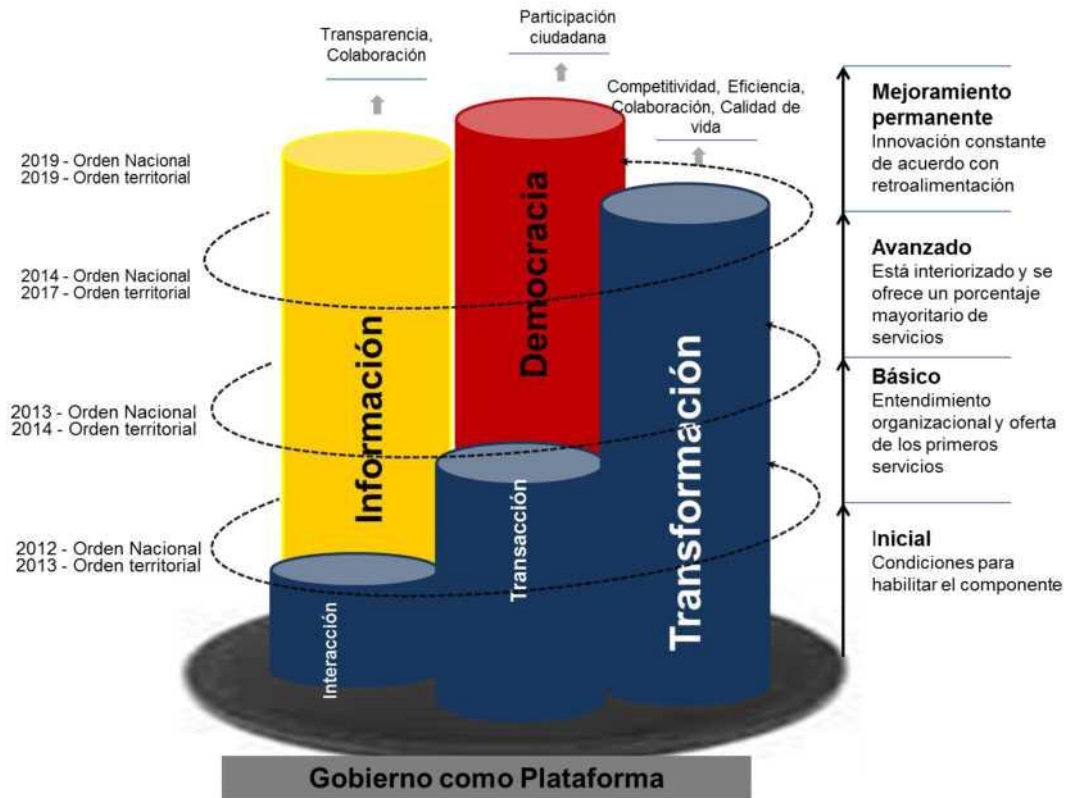 Transparencia,
Colaboración
Participación
ciudadana
Competitividad, Eficiencia,
Colaboración, Calidad de
vida
2019 - Orden Nacional
2019 - Orden territorial
2014 - Orden Nacional
2017 - Orden territorial
2013 - Orden Nacional
2014 - Orden territorial
2012 - Orden Nacional
2013 - Orden territorial
Información
Democracia
Interacción
Transacción
Transformación
Mejoramiento
permanente
Innovación constante
de acuerdo con
retroalimentación
Avanzado
Está interiorizado y se
ofrece un porcentaje
mayoritario de
servicios
Básico
Entendimiento
organizacional y oferta
de los primeros
servicios
Inicial
Condiciones para
habilitar el componente
Gobierno como Plataforma